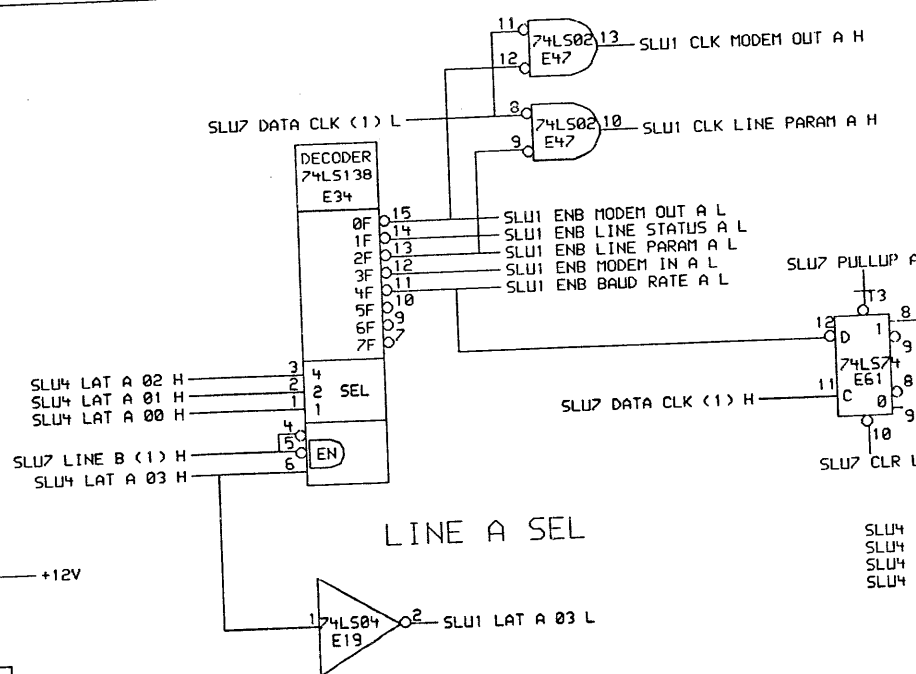 11
74LS02 13 SLU1 CLK MODEM OUT A H
12 E47
SLU7 DATA CLK (1) L
8
74LS02 10 SLU1 CLK LINE PARAM A H
9 E47
DECODER
74LS138
E34
0F 15 SLU1 ENB MODEM OUT A L
1F 14 SLU1 ENB LINE STATUS A L
2F 13 SLU1 ENB LINE PARAM A L
3F 12 SLU1 ENB MODEM IN A L
4F 11 SLU1 ENB BAUD RATE A L
5F 10
6F 9
7F 7
SLU4 LAT A 02 H 3 4
SLU4 LAT A 01 H 2 2 SEL
SLU4 LAT A 00 H 1 1
4
SLU7 LINE B (1) H 5 EN
SLU4 LAT A 03 H 6
SLU7 PULLUP A
13
12 D 1 8
9
74LS74
E61
SLU7 DATA CLK (1) H 11 C 8
0 9
10
SLU7 CLR L
LINE A SEL
SLU4
SLU4
SLU4
SLU4
+12V
1 74LS04 2 SLU1 LAT A 03 L
E19